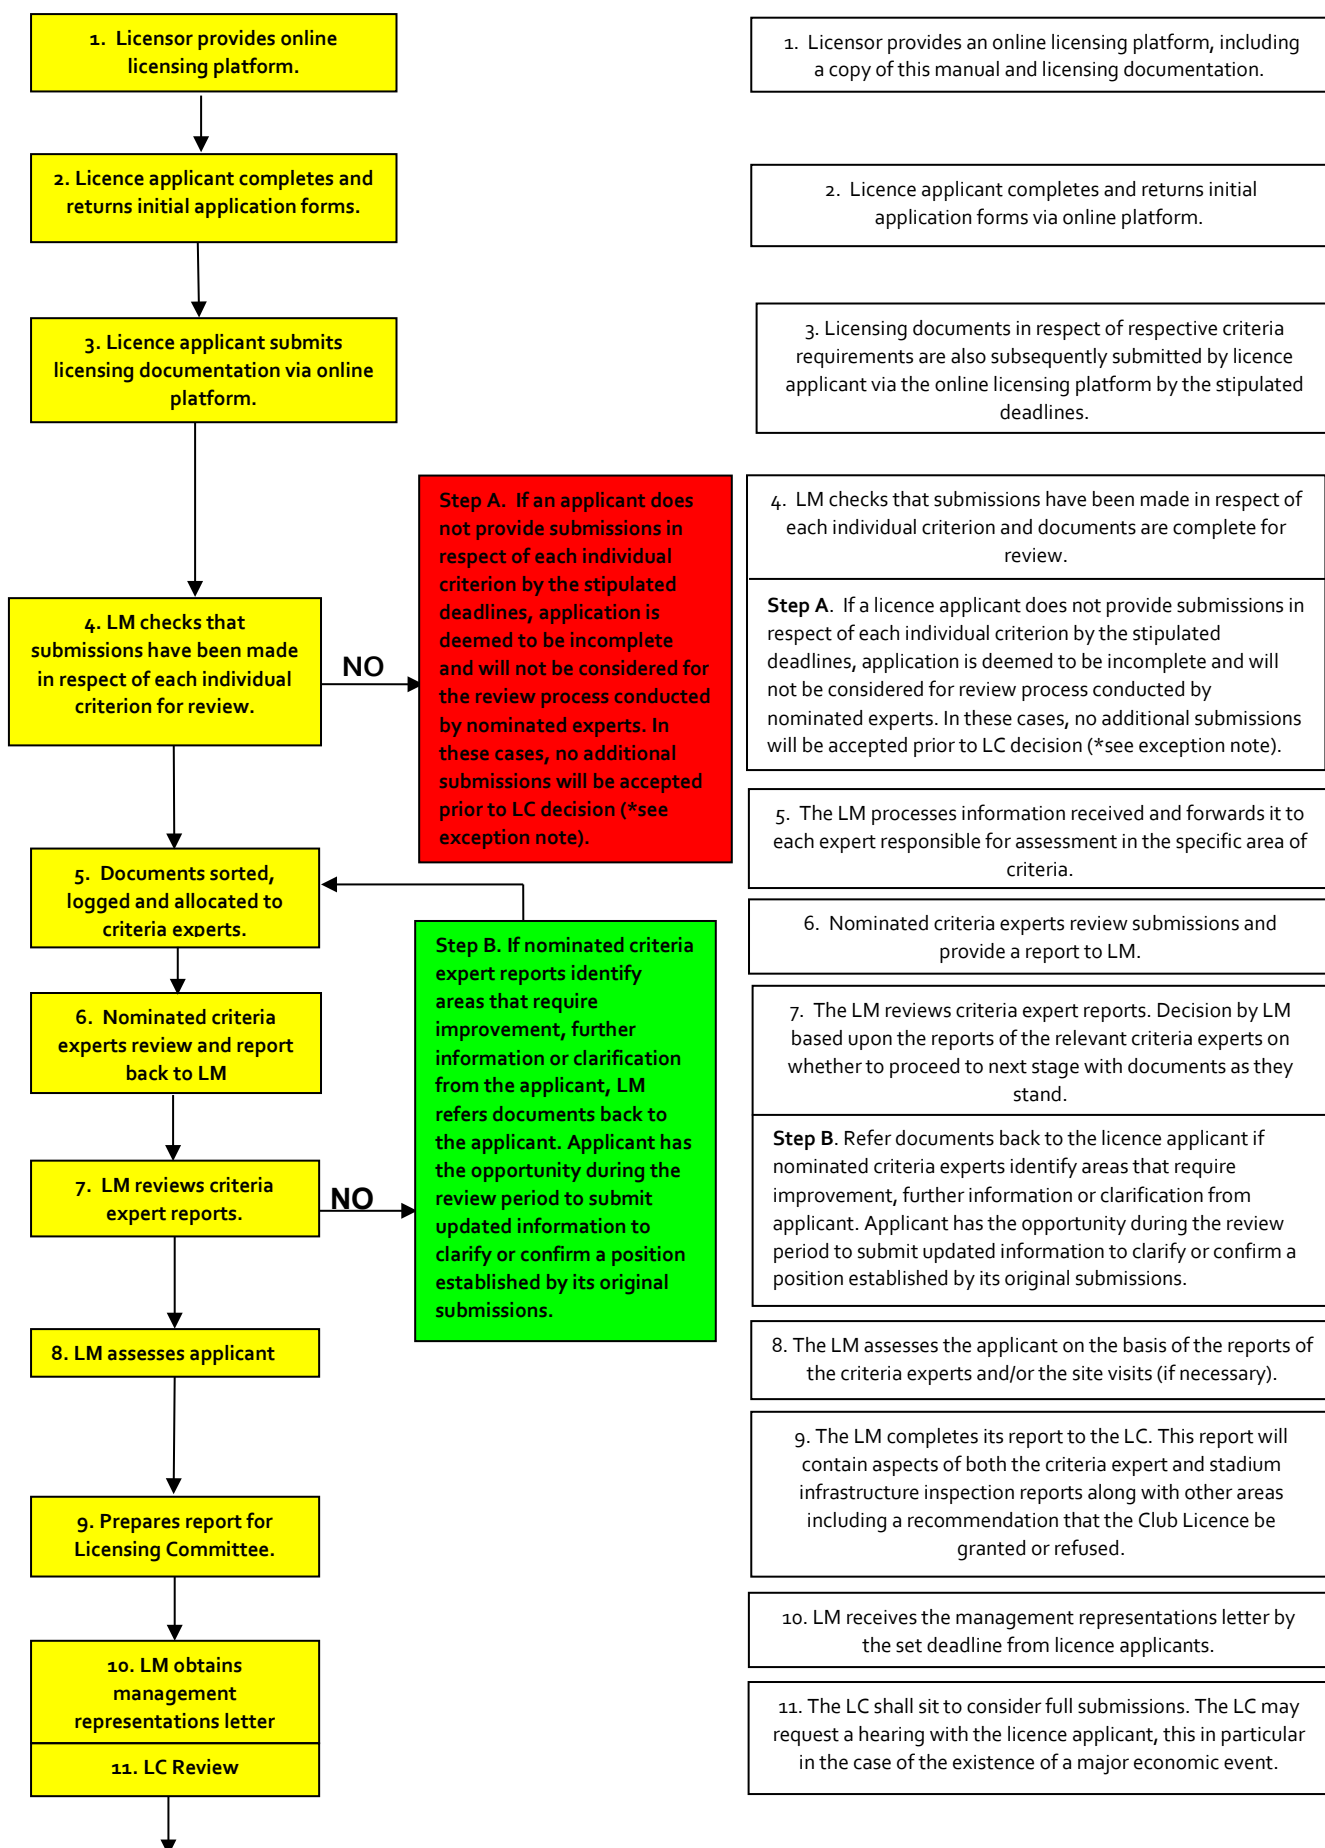 1. Licensor provides online
licensing platform.
2. Licence applicant completes and
returns initial application forms.
3. Licence applicant submits
licensing documentation via online
platform.
4. LM checks that
submissions have been made
in respect of each individual
criterion for review.
NO
Step A. If an applicant does
not provide submissions in
respect of each individual
criterion by the stipulated
deadlines, application is
deemed to be incomplete
and will not be considered for
the review process conducted
by nominated experts. In
these cases, no additional
submissions will be accepted
prior to LC decision (*see
exception note).
5. Documents sorted,
logged and allocated to
criteria experts.
6. Nominated criteria
experts review and report
back to LM
7. LM reviews criteria
expert reports.
NO
Step B. If nominated criteria
expert reports identify
areas that require
improvement, further
information or clarification
from the applicant, LM
refers documents back to
the applicant. Applicant has
the opportunity during the
review period to submit
updated information to
clarify or confirm a position
established by its original
submissions.
8. LM assesses applicant
9. Prepares report for
Licensing Committee.
10. LM obtains
management
representations letter
11. LC Review
1. Licensor provides an online licensing platform, including
a copy of this manual and licensing documentation.
2. Licence applicant completes and returns initial
application forms via online platform.
3. Licensing documents in respect of respective criteria
requirements are also subsequently submitted by licence
applicant via the online licensing platform by the stipulated
deadlines.
4. LM checks that submissions have been made in respect of
each individual criterion and documents are complete for
review.
Step A. If a licence applicant does not provide submissions in
respect of each individual criterion by the stipulated
deadlines, application is deemed to be incomplete and will
not be considered for review process conducted by
nominated experts. In these cases, no additional submissions
will be accepted prior to LC decision (*see exception note).
5. The LM processes information received and forwards it to
each expert responsible for assessment in the specific area of
criteria.
6. Nominated criteria experts review submissions and
provide a report to LM.
7. The LM reviews criteria expert reports. Decision by LM
based upon the reports of the relevant criteria experts on
whether to proceed to next stage with documents as they
stand.
Step B. Refer documents back to the licence applicant if
nominated criteria experts identify areas that require
improvement, further information or clarification from
applicant. Applicant has the opportunity during the review
period to submit updated information to clarify or confirm a
position established by its original submissions.
8. The LM assesses the applicant on the basis of the reports of
the criteria experts and/or the site visits (if necessary).
9. The LM completes its report to the LC. This report will
contain aspects of both the criteria expert and stadium
infrastructure inspection reports along with other areas
including a recommendation that the Club Licence be
granted or refused.
10. LM receives the management representations letter by
the set deadline from licence applicants.
11. The LC shall sit to consider full submissions. The LC may
request a hearing with the licence applicant, this in particular
in the case of the existence of a major economic event.